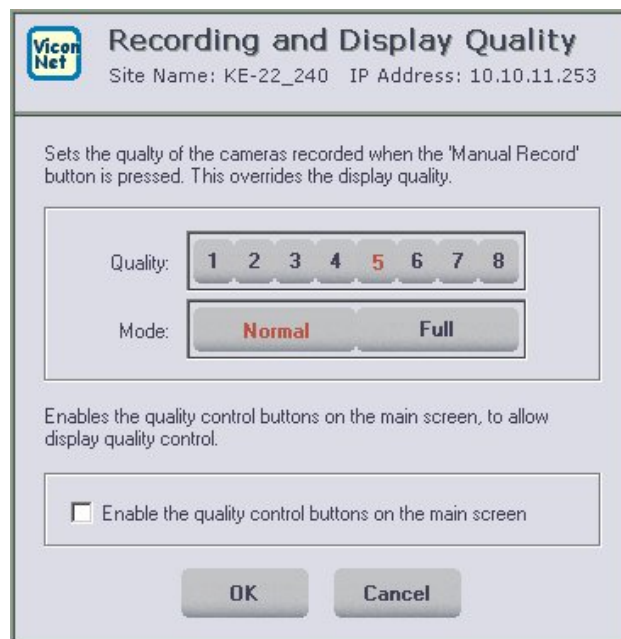 Vicon
Net
Recording and Display Quality
Site Name: KE-22_240 IP Address: 10.10.11.253
Sets the qualty of the cameras recorded when the 'Manual Record'
button is pressed. This overrides the display quality.
Quality: 1 2 3 4 5 6 7 8
Mode: Normal Full
Enables the quality control buttons on the main screen, to allow
display quality control.
Enable the quality control buttons on the main screen
OK Cancel